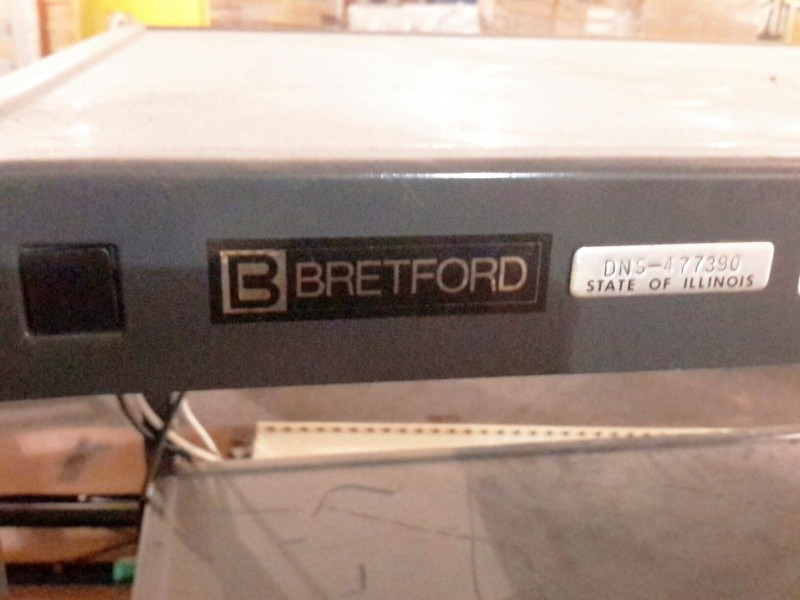 B BRETFORD
DNS-477390
STATE OF ILLINOIS